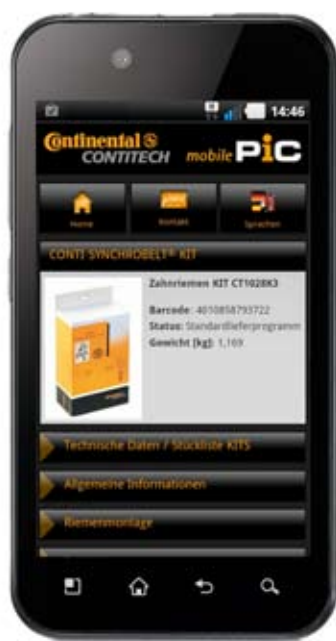 14:46
Continental
CONTITECH mobile PiC
Home Kontakt Sprachen
CONTI SYNCHROBELT® KIT
Zahnriemen KIT CT1028K3
Barcode: 4010858793722
Status: Standardlieferprogramm
Gewicht [kg]: 1,169
Technische Daten / Stückliste KITS
Allgemeine Informationen
Riemenmontage